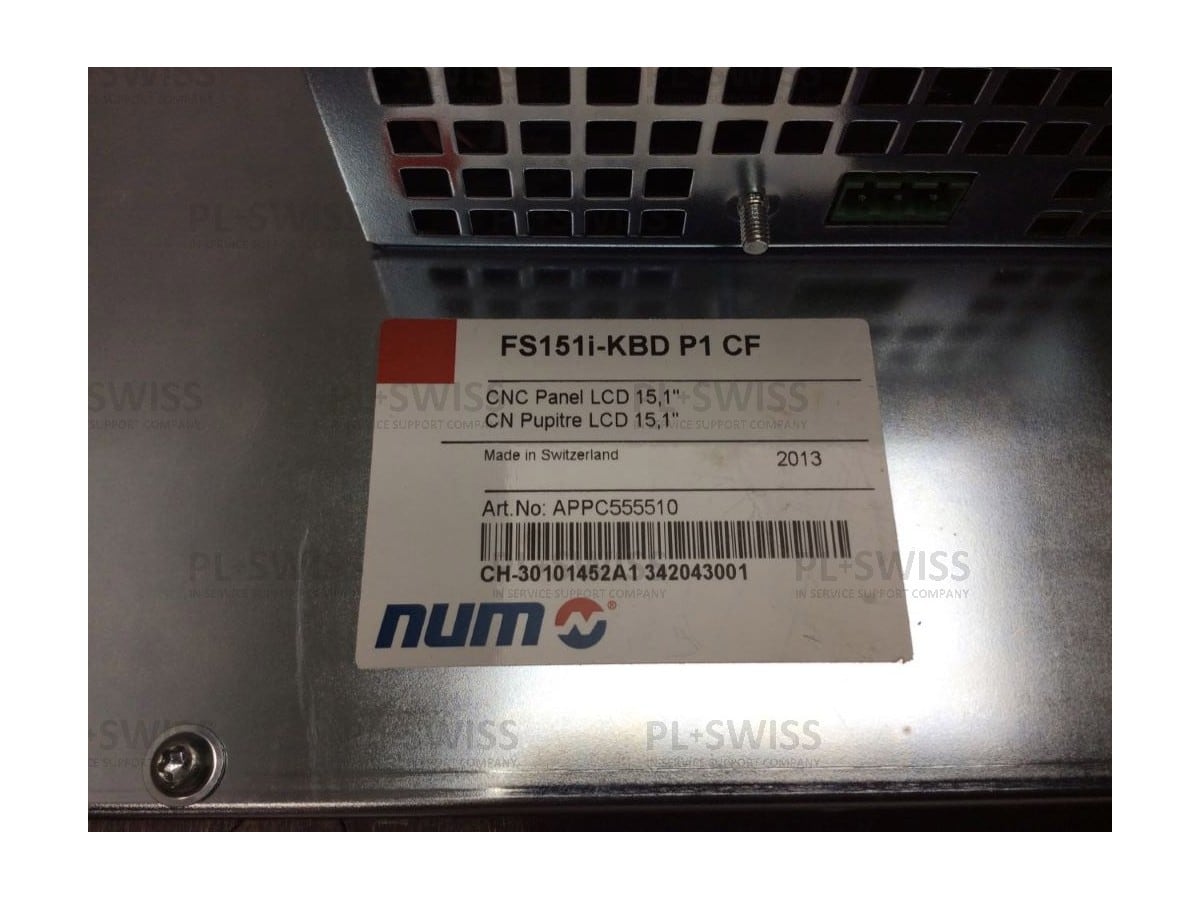 FS151i-KBD P1 CF
CNC Panel LCD 15,1"
CN Pupitre LCD 15,1"
Made in Switzerland 2013
Art.No: APPC555510
CH-30101452A1 342043001
num ®
PL+SWISS
IN SERVICE SUPPORT COMPANY